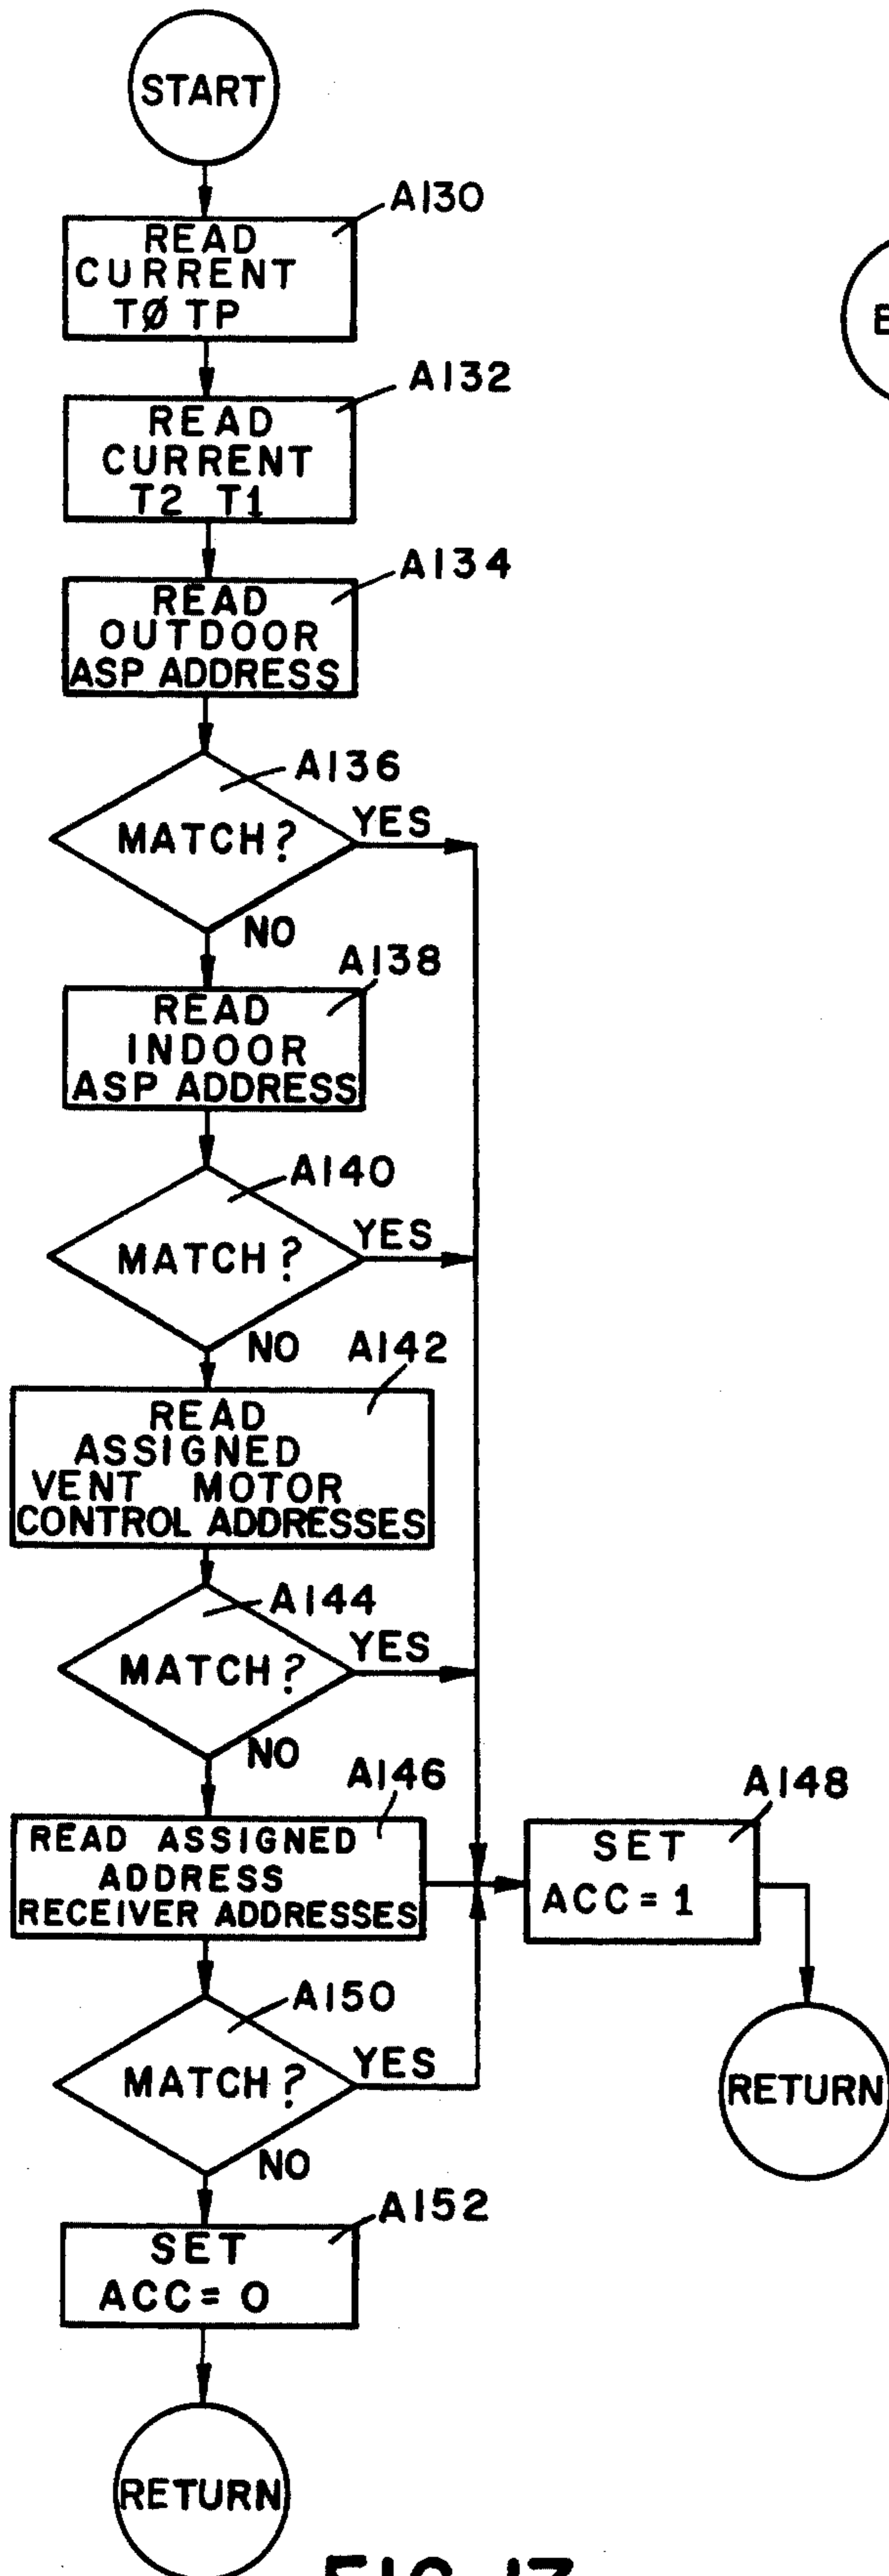 START
A130
READ
CURRENT
TØ TP
A132
READ
CURRENT
T2 T1
A134
READ
OUTDOOR
ASP ADDRESS
A136
MATCH?
YES
NO
A138
READ
INDOOR
ASP ADDRESS
A140
MATCH?
YES
NO
A142
READ
ASSIGNED
VENT MOTOR
CONTROL ADDRESSES
A144
MATCH?
YES
NO
A146
READ ASSIGNED
ADDRESS
RECEIVER ADDRESSES
A148
SET
ACC = 1
RETURN
A150
MATCH?
YES
NO
A152
SET
ACC = 0
RETURN